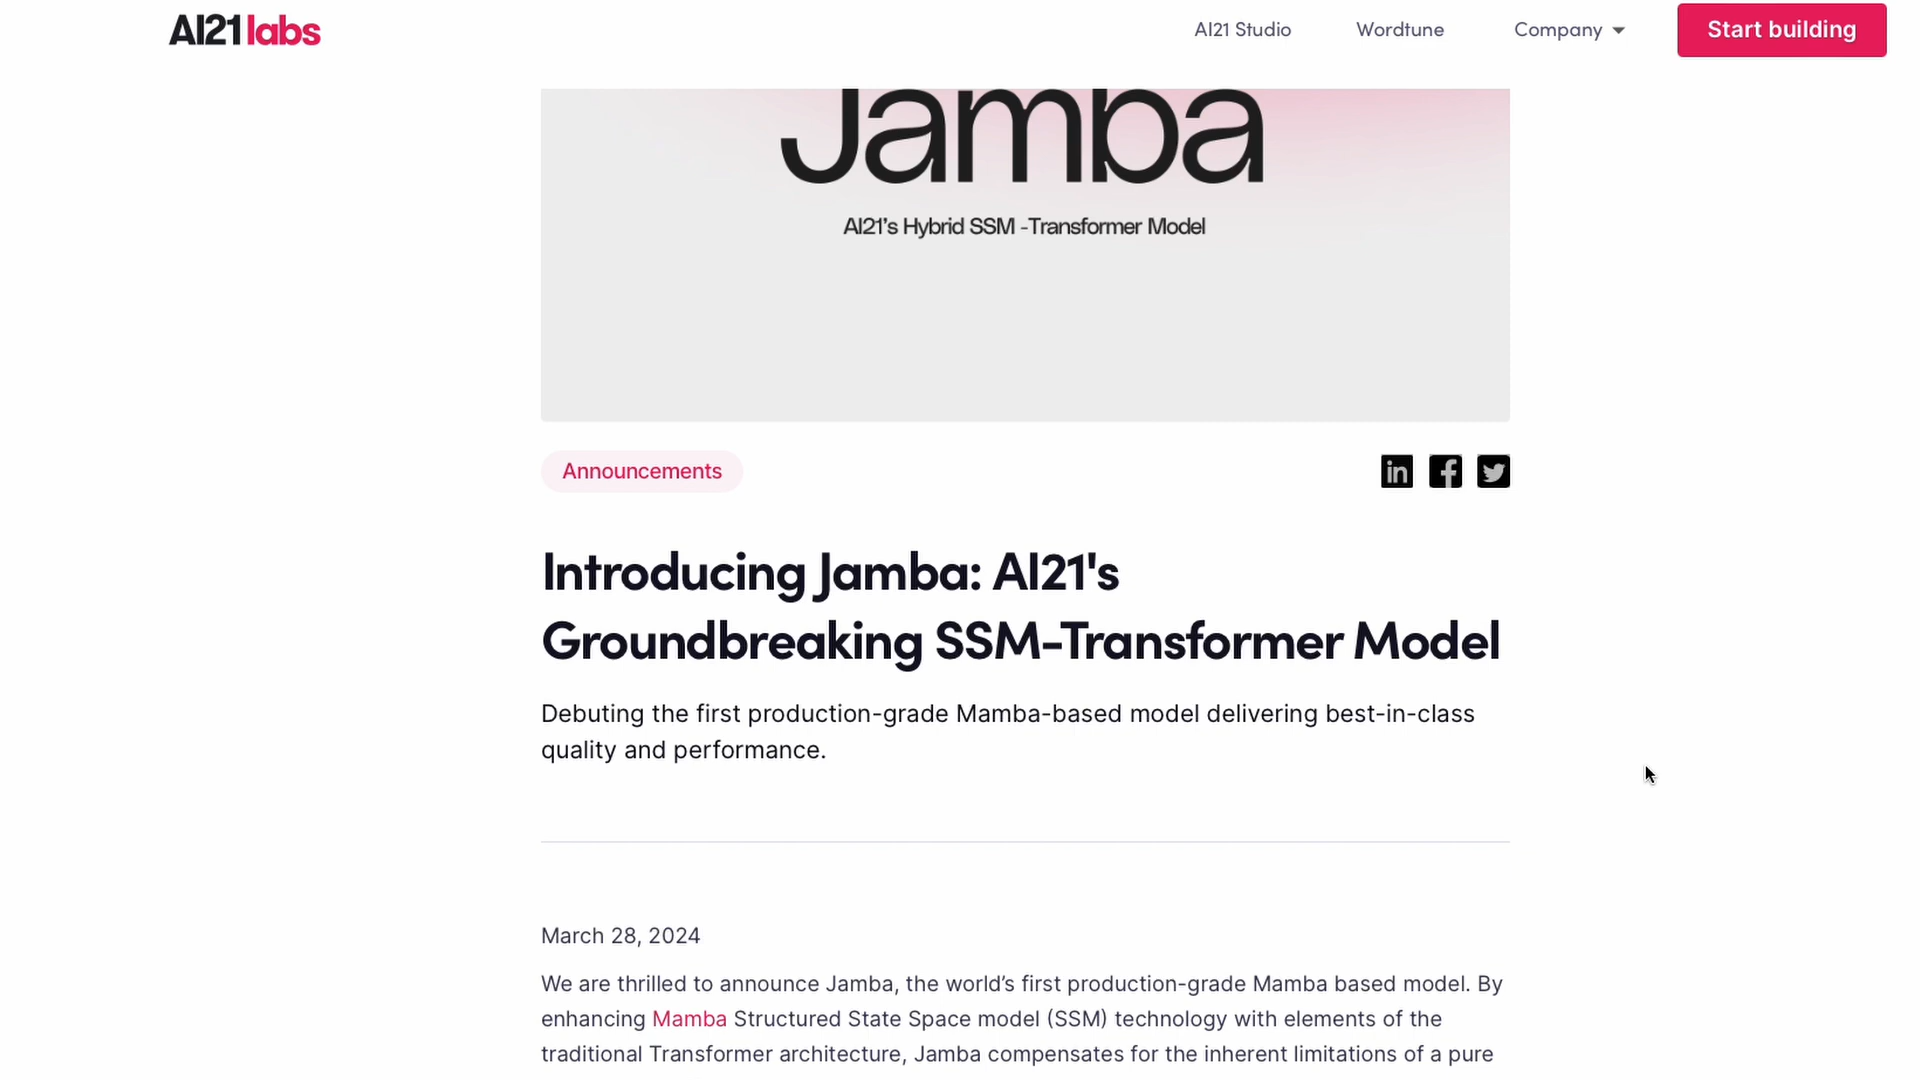 AI21labs
AI21 Studio
Wordtune
Company
Start building
Jamba
AI21's Hybrid SSM -Transformer Model
Announcements
Introducing Jamba: AI21's
Groundbreaking SSM-Transformer Model
Debuting the first production-grade Mamba-based model delivering best-in-class
quality and performance.
March 28, 2024
We are thrilled to announce Jamba, the world’s first production-grade Mamba based model. By
enhancing Mamba Structured State Space model (SSM) technology with elements of the
traditional Transformer architecture, Jamba compensates for the inherent limitations of a pure